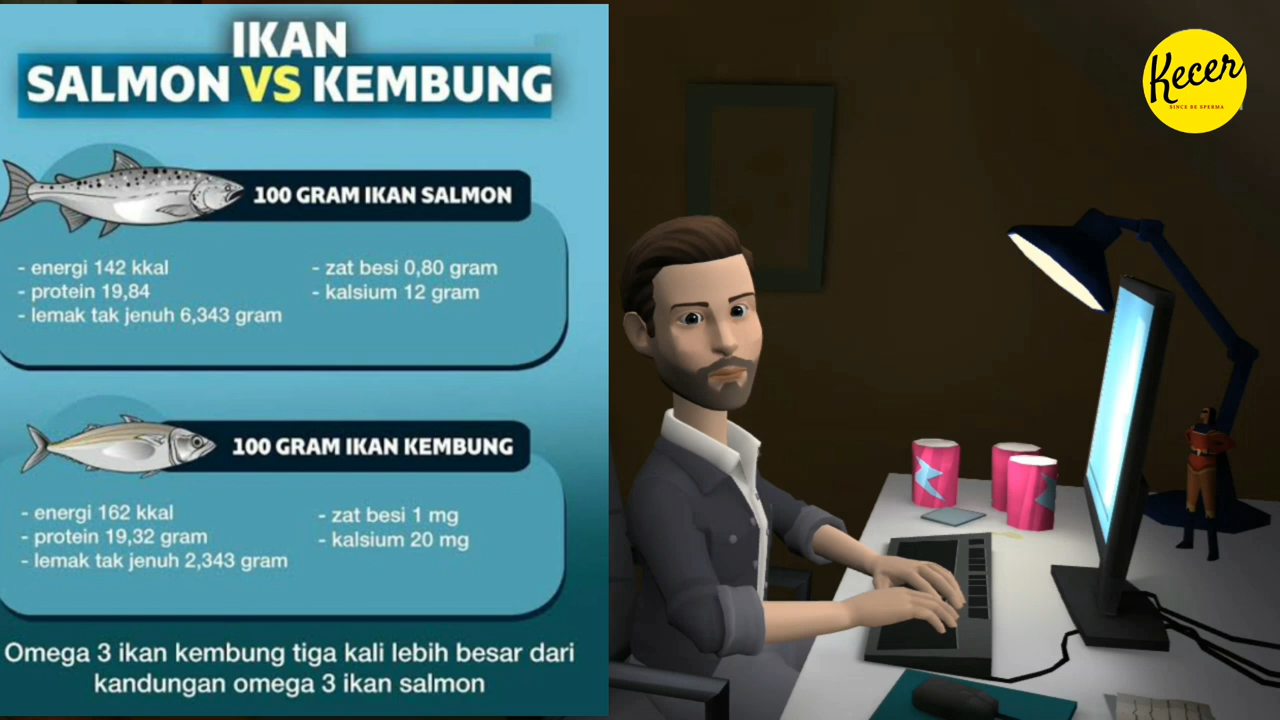 IKAN
SALMON VS KEMBUNG
100 GRAM IKAN SALMON
- energi 142 kkal
- protein 19,84
- lemak tak jenuh 6,343 gram
- zat besi 0,80 gram
- kalsium 12 gram
100 GRAM IKAN KEMBUNG
- energi 162 kkal
- protein 19,32 gram
- lemak tak jenuh 2,343 gram
- zat besi 1 mg
- kalsium 20 mg
Omega 3 ikan kembung tiga kali lebih besar dari
kandungan omega 3 ikan salmon
Kecer
SINCE BE SPERMA